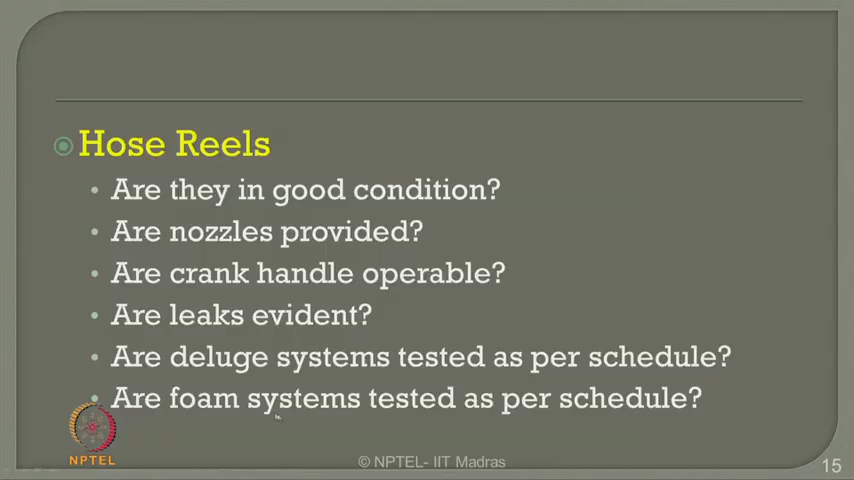 Hose Reels
Are they in good condition?
Are nozzles provided?
Are crank handle operable?
Are leaks evident?
Are deluge systems tested as per schedule?
Are foam systems tested as per schedule?
NPTEL
© NPTEL- IIT Madras
15